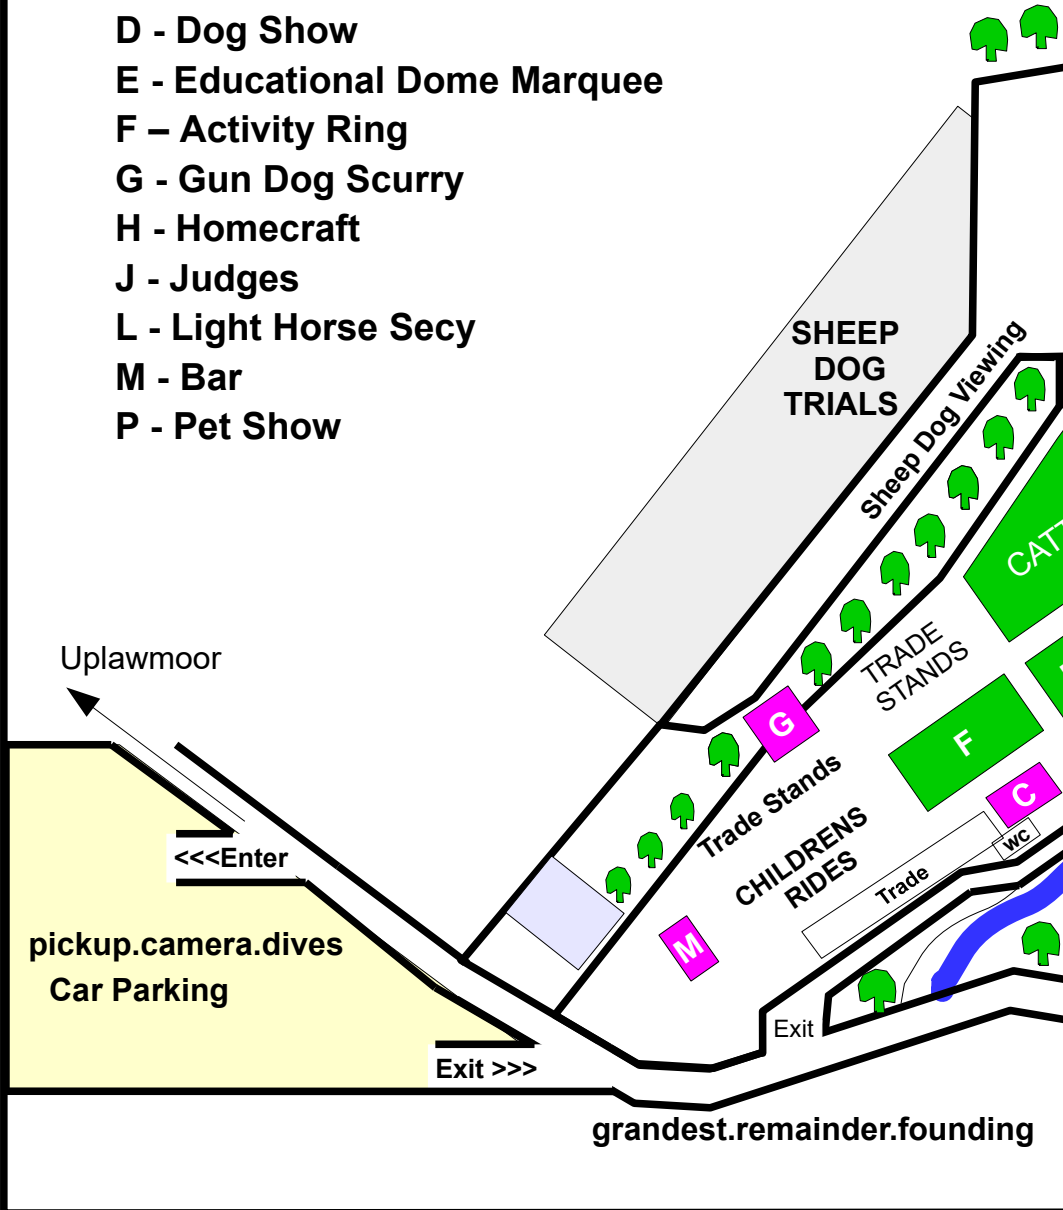 D - Dog Show
E - Educational Dome Marquee
F – Activity Ring
G - Gun Dog Scurry
H - Homecraft
J - Judges
L - Light Horse Secy
M - Bar
P - Pet Show
SHEEP
DOG
TRIALS
Sheep Dog Viewing
CATT
Uplawmoor
TRADE
STANDS
G
F
C
wc
Trade Stands
CHILDRENS
RIDES
Trade
M
<<<Enter
pickup.camera.dives
Car Parking
Exit
Exit >>>
grandest.remainder.founding